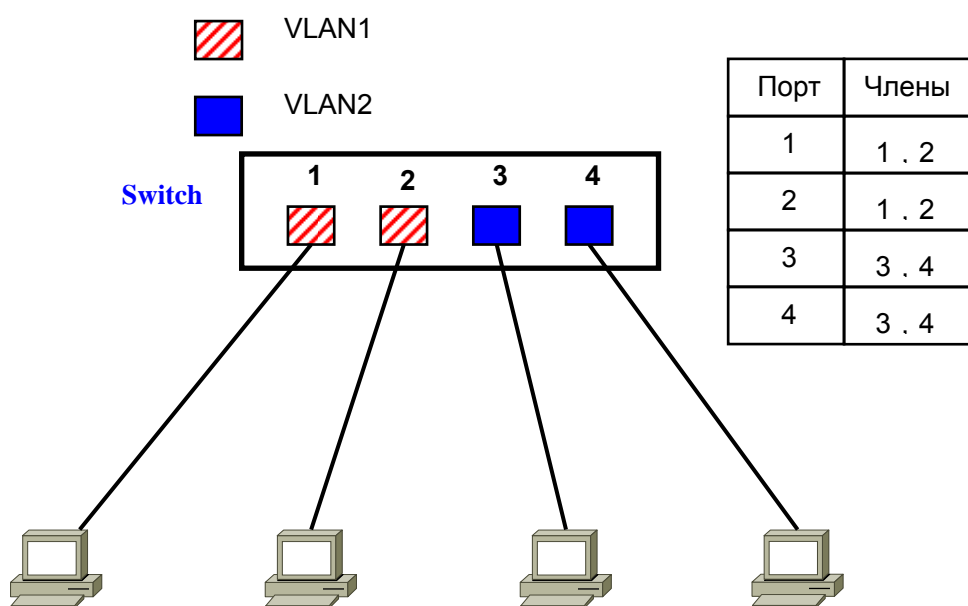 VLAN1
VLAN2
Switch
1 2 3 4
Порт Члены
1 1 , 2
2 1 , 2
3 3 , 4
4 3 , 4